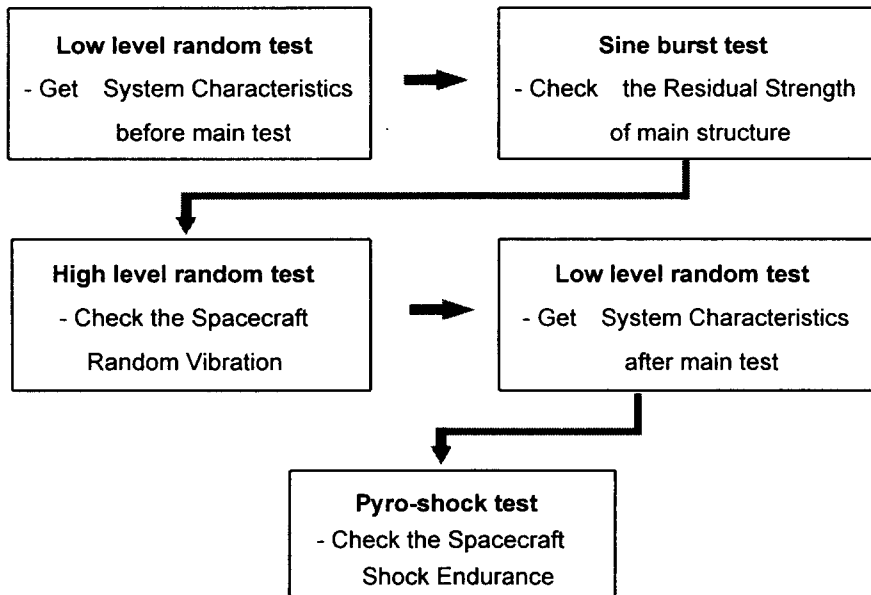 Low level random test
- Get System Characteristics
before main test
Sine burst test
- Check the Residual Strength
of main structure
High level random test
- Check the Spacecraft
Random Vibration
Low level random test
- Get System Characteristics
after main test
Pyro-shock test
- Check the Spacecraft
Shock Endurance